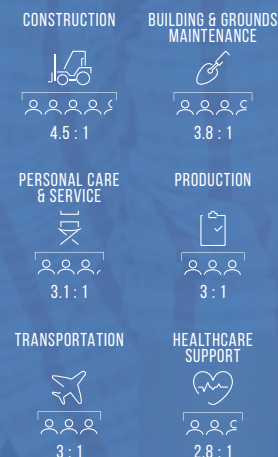 CONSTRUCTION
4.5 : 1
BUILDING & GROUNDS
MAINTENANCE
3.8 : 1
PERSONAL CARE
& SERVICE
3.1 : 1
PRODUCTION
3 : 1
TRANSPORTATION
3 : 1
HEALTHCARE
SUPPORT
2.8 : 1